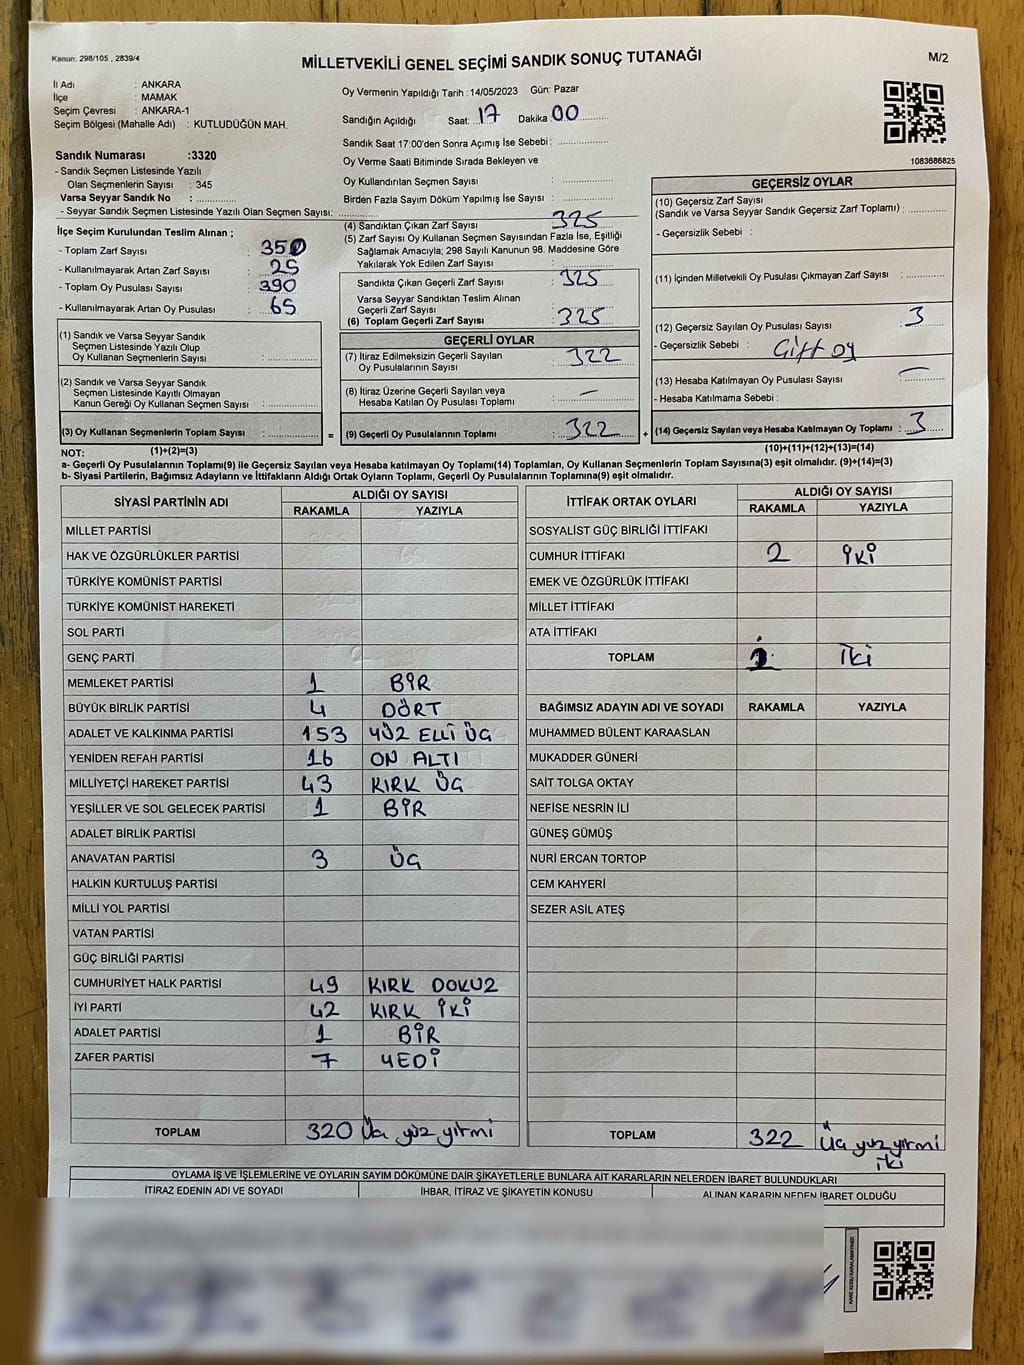 Kanun. 298/105 , 2839/4
MİLLETVEKİLİ GENEL SEÇİMİ SANDIK SONUÇ TUTANAĞI
M/2
İl Adı : ANKARA
İlçe : MAMAK
Seçim Çevresi : ANKARA-1
Seçim Bölgesi (Mahalle Adı) : KUTLUDÜĞÜN MAH.
Sandık Numarası :3320
- Sandık Seçmen Listesinde Yazılı
Olan Seçmenlerin Sayısı : 345
Varsa Seyyar Sandık No : ..............
- Seyyar Sandık Seçmen Listesinde Yazılı Olan Seçmen Sayısı: ..............
İlçe Seçim Kurulundan Teslim Alınan ;
- Toplam Zarf Sayısı : 350
- Kullanılmayarak Artan Zarf Sayısı : 25
- Toplam Oy Pusulası Sayısı : 390
- Kullanılmayarak Artan Oy Pusulası : 65
(1) Sandık ve Varsa Seyyar Sandık
Seçmen Listesinde Yazılı Olup
Oy Kullanan Seçmenlerin Sayısı : ..............
(2) Sandık ve Varsa Seyyar Sandık
Seçmen Listesinde Kayıtlı Olmayan
Kanun Gereği Oy Kullanan Seçmen Sayısı : ..............
(3) Oy Kullanan Seçmenlerin Toplam Sayısı : ..............
(1)+(2)=(3)
Oy Vermenin Yapıldığı Tarih :14/05/2023 Gün: Pazar
Sandığın Açıldığı Saat: 17 Dakika 00
Sandık Saat 17:00'den Sonra Açımış İse Sebebi : ..............
Oy Verme Saati Bitiminde Sırada Bekleyen ve
Oy Kullandırılan Seçmen Sayısı : ..............
Birden Fazla Sayım Döküm Yapılmış İse Sayısı : ..............
(4) Sandıktan Çıkan Zarf Sayısı : 325
(5) Zarf Sayısı Oy Kullanan Seçmen Sayısından Fazla İse, Eşitliği
Sağlamak Amacıyla; 298 Sayılı Kanunun 98. Maddesine Göre
Yakılarak Yok Edilen Zarf Sayısı : ..............
Sandıkta Çıkan Geçerli Zarf Sayısı : 325
Varsa Seyyar Sandıktan Teslim Alınan
Geçerli Zarf Sayısı : ..............
(6) Toplam Geçerli Zarf Sayısı : 325
GEÇERLİ OYLAR
(7) İtiraz Edilmeksizin Geçerli Sayılan
Oy Pusulalarının Sayısı : 322
(8) İtiraz Üzerine Geçerli Sayılan veya
Hesaba Katılan Oy Pusulası Toplamı : —
= (9) Geçerli Oy Pusulalarının Toplamı : 322
1083686825
GEÇERSİZ OYLAR
(10) Geçersiz Zarf Sayısı
(Sandık ve Varsa Seyyar Sandık Geçersiz Zarf Toplamı) : ..............
- Geçersizlik Sebebi :
(11) İçinden Milletvekili Oy Pusulası Çıkmayan Zarf Sayısı : ..............
(12) Geçersiz Sayılan Oy Pusulası Sayısı : 3
- Geçersizlik Sebebi : Çift oy
(13) Hesaba Katılmayan Oy Pusulası Sayısı : —
- Hesaba Katılmama Sebebi :
+ (14) Geçersiz Sayılan veya Hesaba Katılmayan Oy Toplamı : 3
(10)+(11)+(12)+(13)=(14)
NOT:
a- Geçerli Oy Pusulalarının Toplamı(9) ile Geçersiz Sayılan veya Hesaba katılmayan Oy Toplamı(14) Toplamları, Oy Kullanan Seçmenlerin Toplam Sayısına(3) eşit olmalıdır. (9)+(14)=(3)
b- Siyasi Partilerin, Bağımsız Adayların ve İttifakların Aldığı Ortak Oyların Toplamı, Geçerli Oy Pusulalarının Toplamına(9) eşit olmalıdır.
SİYASİ PARTİNİN ADI ALDIĞI OY SAYISI
RAKAMLA YAZIYLA
MİLLET PARTİSİ
HAK VE ÖZGÜRLÜKLER PARTİSİ
TÜRKİYE KOMÜNİST PARTİSİ
TÜRKİYE KOMÜNİST HAREKETİ
SOL PARTİ
GENÇ PARTİ
MEMLEKET PARTİSİ 1 BİR
BÜYÜK BİRLİK PARTİSİ 4 DÖRT
ADALET VE KALKINMA PARTİSİ 153 YÜZ ELLİ ÜÇ
YENİDEN REFAH PARTİSİ 16 ON ALTI
MİLLİYETÇİ HAREKET PARTİSİ 43 KIRK ÜÇ
YEŞİLLER VE SOL GELECEK PARTİSİ 1 BİR
ADALET BİRLİK PARTİSİ
ANAVATAN PARTİSİ 3 ÜÇ
HALKIN KURTULUŞ PARTİSİ
MİLLİ YOL PARTİSİ
VATAN PARTİSİ
GÜÇ BİRLİĞİ PARTİSİ
CUMHURİYET HALK PARTİSİ 49 KIRK DOKUZ
İYİ PARTİ 42 KIRK İKİ
ADALET PARTİSİ 1 BİR
ZAFER PARTİSİ 7 YEDİ
TOPLAM 320 Üç yüz yirmi
İTTİFAK ORTAK OYLARI ALDIĞI OY SAYISI
RAKAMLA YAZIYLA
SOSYALİST GÜÇ BİRLİĞİ İTTİFAKI
CUMHUR İTTİFAKI 2 İKİ
EMEK VE ÖZGÜRLÜK İTTİFAKI
MİLLET İTTİFAKI
ATA İTTİFAKI
TOPLAM İki
BAĞIMSIZ ADAYIN ADI VE SOYADI RAKAMLA YAZIYLA
MUHAMMED BÜLENT KARAASLAN
MUKADDER GÜNERİ
SAİT TOLGA OKTAY
NEFİSE NESRİN İLİ
GÜNEŞ GÜMÜŞ
NURİ ERCAN TORTOP
CEM KAHYERİ
SEZER ASİL ATEŞ
TOPLAM 322 Üç yüz yirmi
iki
OYLAMA İŞ VE İŞLEMLERİNE VE OYLARIN SAYIM DÖKÜMÜNE DAİR ŞİKAYETLERLE BUNLARA AİT KARARLARIN NELERDEN İBARET BULUNDUKLARI
İTİRAZ EDENİN ADI VE SOYADI İHBAR, İTİRAZ VE ŞİKAYETİN KONUSU ALINAN KARARIN NEDEN İBARET OLDUĞU